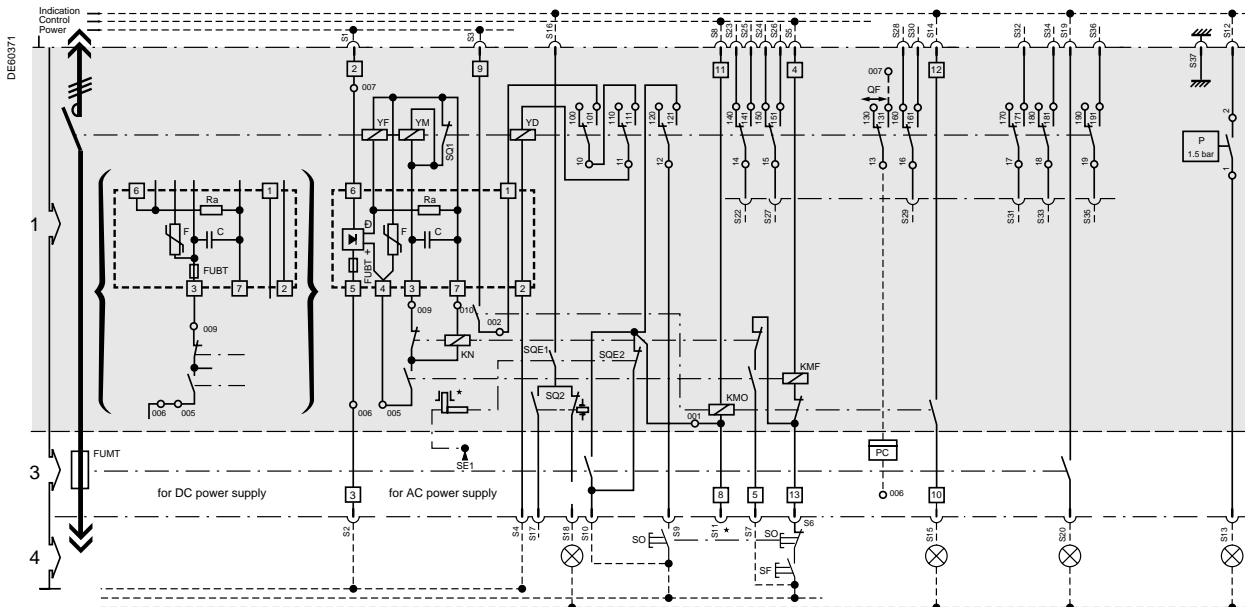 Indication
Control
Power
DE60371
S1
S3
S16
S8
S23
S25
S24
S26
S5
S28
S30
S14
S32
S34
S19
S36
S37
S12
2
9
11
4
12
007
007
QF
YF
YM
SQ1
YD
100
101
110
111
120
121
140
141
150
151
130
131
160
161
170
171
180
181
190
191
2
P
1.5 bar
1
10
11
12
14
15
13
16
17
18
19
S22
S27
S29
S31
S33
S35
1
6
1
Ra
F
C
FUBT
3
7
2
009
006
005
6
1
Ra
F
C
+
FUBT
5
4
3
7
2
009
010
002
KN
006
005
SQE1
SQE2
SQ2
KMF
KMO
001
*
SE1
PC
006
3
FUMT
for DC power supply
for AC power supply
3
8
5
13
10
S2
S4
S17
S18
S10
S9
S11
*
S7
S6
S15
S20
S13
4
SO
SO
SF